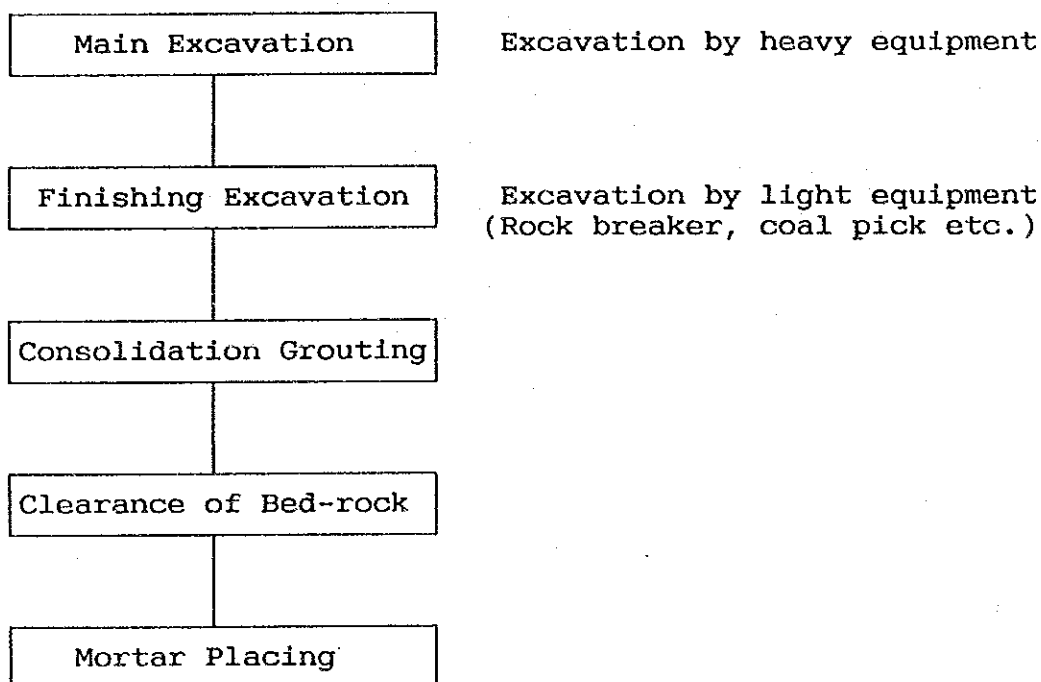 Main Excavation
Excavation by heavy equipment
Finishing Excavation
Excavation by light equipment
(Rock breaker, coal pick etc.)
Consolidation Grouting
Clearance of Bed-rock
Mortar Placing